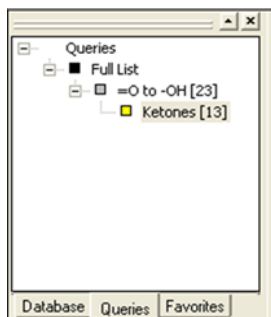 Queries
Full List
=O to -OH [23]
Ketones [13]
Database Queries Favorites